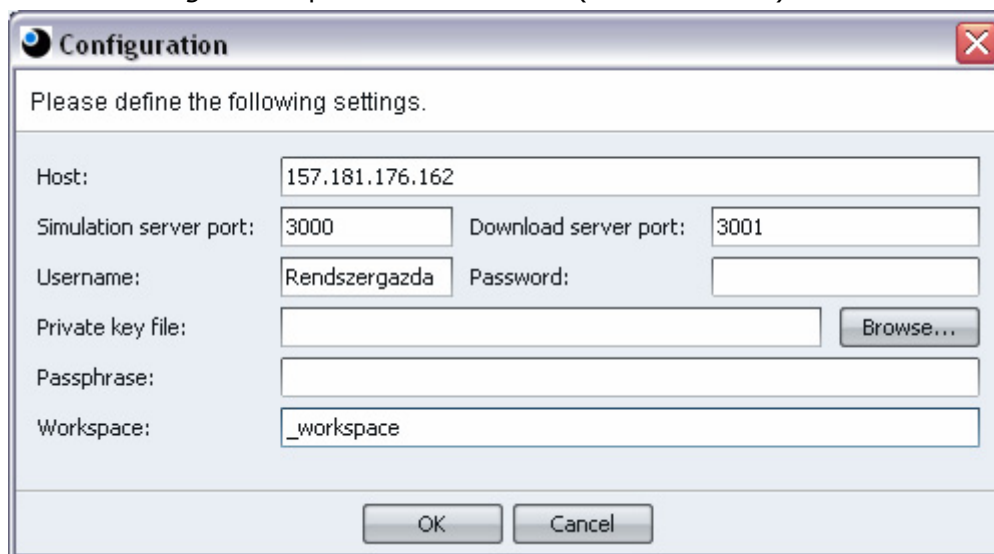 Configuration
Please define the following settings.
Host: 157.181.176.162
Simulation server port: 3000 Download server port: 3001
Username: Rendszergazda Password:
Private key file: Browse...
Passphrase:
Workspace: _workspace
OK Cancel